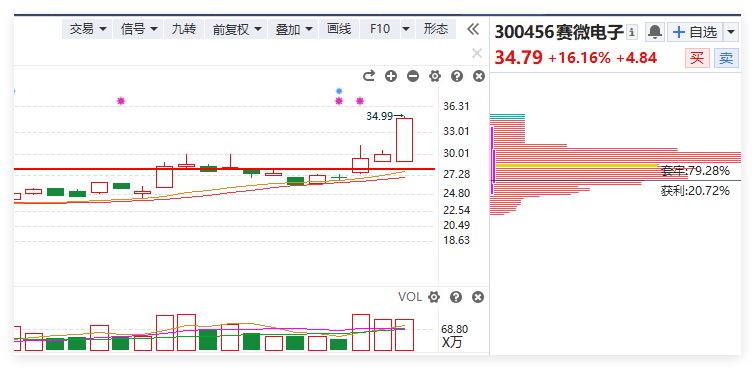 交易 信号 九转 前复权 叠加 画线 F10 形态
300456赛微电子
自选
34.79 +16.16% +4.84 买 卖
34.99
36.31
33.01
30.01
27.28
24.80
22.54
20.49
18.63
套牢:79.28%
获利:20.72%
VOL
68.80
X万